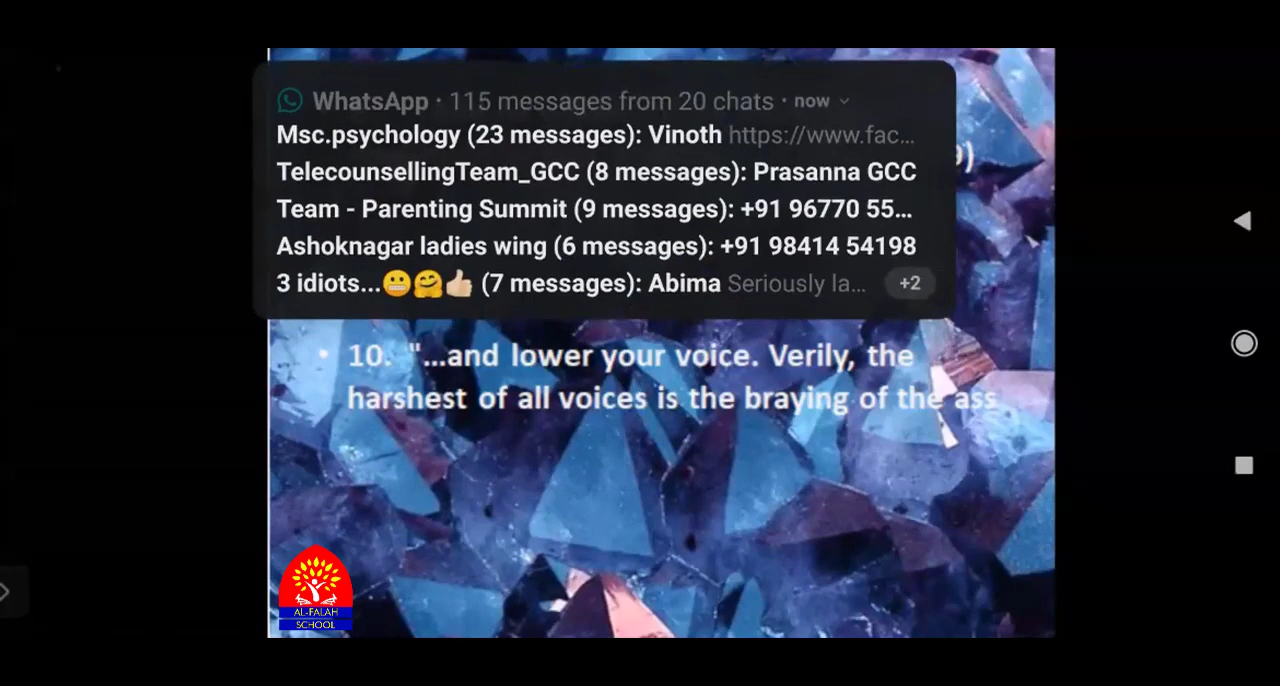 WhatsApp · 115 messages from 20 chats · now
Msc.psychology (23 messages): Vinoth https://www.fac...
TelecounsellingTeam_GCC (8 messages): Prasanna GCC
Team - Parenting Summit (9 messages): +91 96770 55...
Ashoknagar ladies wing (6 messages): +91 98414 54198
3 idiots...😬🤗👍🏼 (7 messages): Abima Seriously la...
+2
• 10. "...and lower your voice. Verily, the
harshest of all voices is the braying of the ass
AL-FALAH
SCHOOL